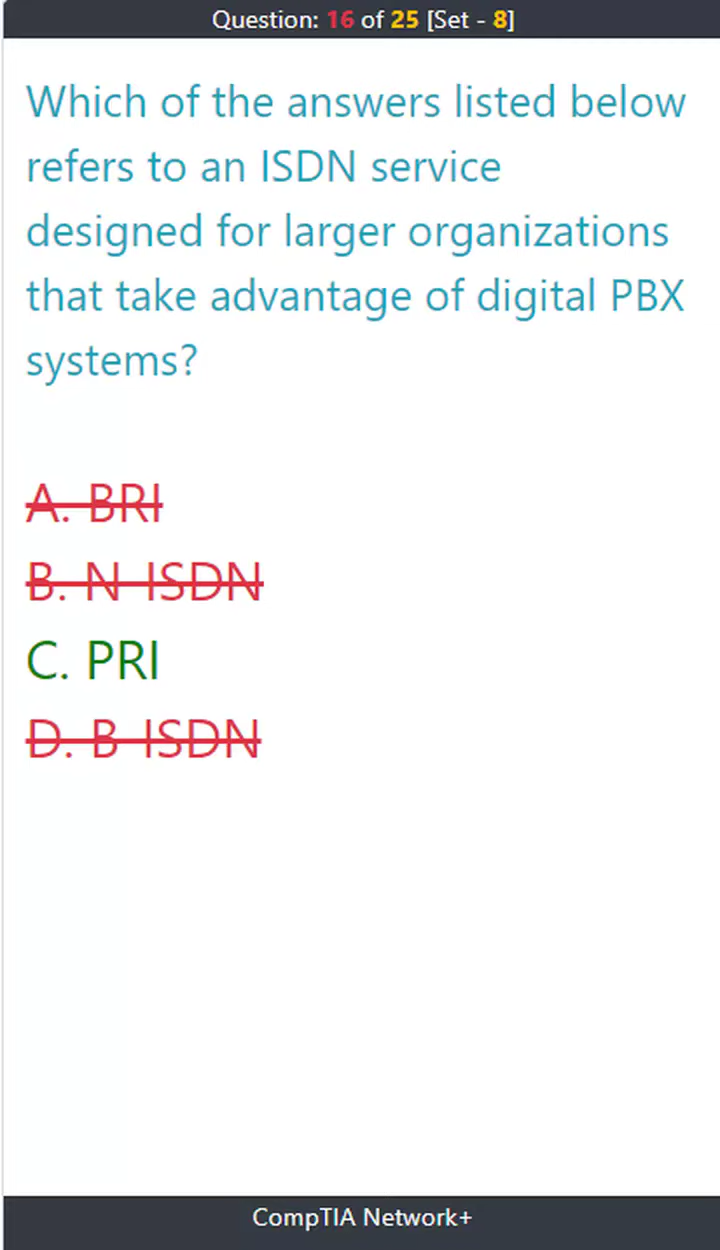 Question: 16 of 25 [Set - 8]
Which of the answers listed below
refers to an ISDN service
designed for larger organizations
that take advantage of digital PBX
systems?
A. BRI
B. N-ISDN
C. PRI
D. B-ISDN
CompTIA Network+